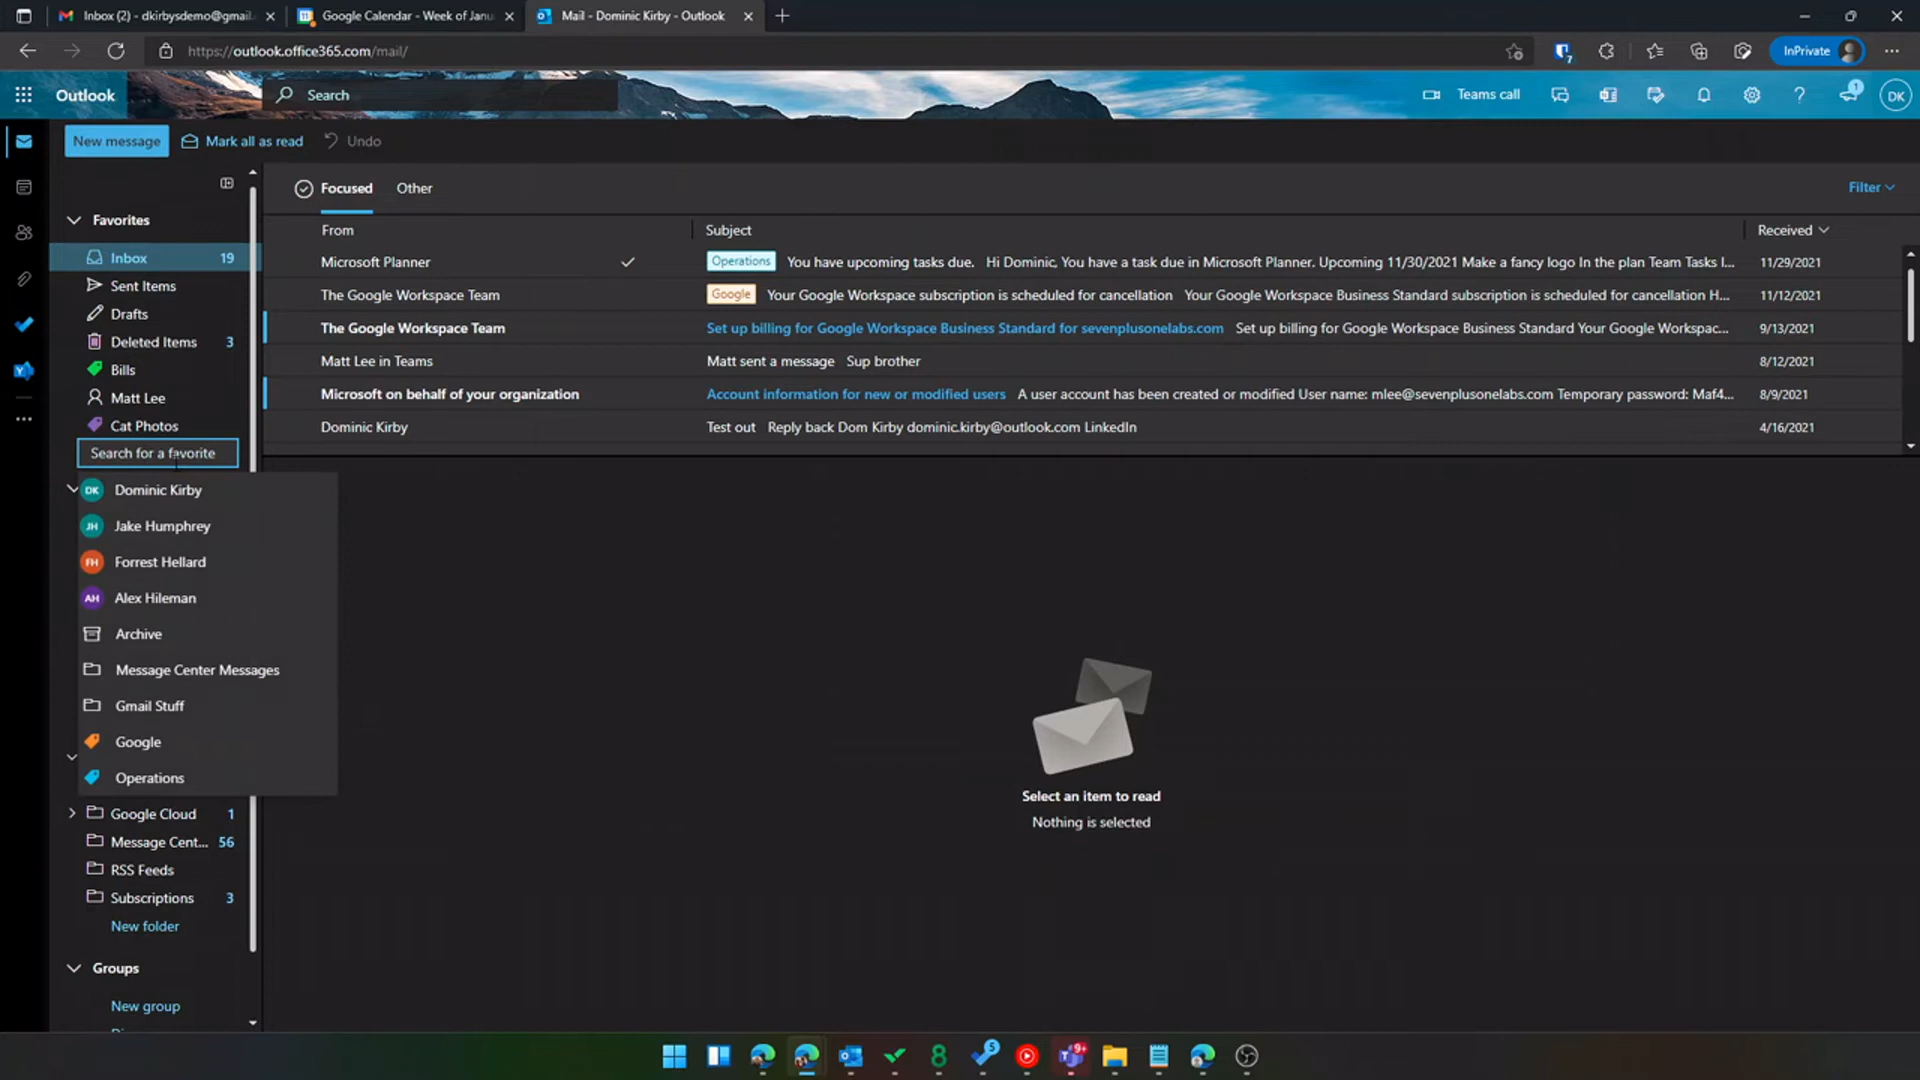 Inbox (2) - dkirbysdemo@gmail.
Google Calendar - Week of Janu
Mail - Dominic Kirby - Outlook
https://outlook.office365.com/mail/
7
InPrivate
Outlook
Search
Teams call
1
DK
New message
Mark all as read
Undo
Favorites
Inbox 19
Sent Items
Drafts
Deleted Items 3
Bills
Matt Lee
Cat Photos
Search for a favorite
DK Dominic Kirby
JH Jake Humphrey
FH Forrest Hellard
AH Alex Hileman
Archive
Message Center Messages
Gmail Stuff
Google
Operations
Google Cloud 1
Message Cent... 56
RSS Feeds
Subscriptions 3
New folder
Groups
New group
Focused Other
Filter
From Subject Received
Microsoft Planner Operations You have upcoming tasks due. Hi Dominic, You have a task due in Microsoft Planner. Upcoming 11/30/2021 Make a fancy logo In the plan Team Tasks I... 11/29/2021
The Google Workspace Team Google Your Google Workspace subscription is scheduled for cancellation Your Google Workspace Business Standard subscription is scheduled for cancellation H... 11/12/2021
The Google Workspace Team Set up billing for Google Workspace Business Standard for sevenplusonelabs.com Set up billing for Google Workspace Business Standard Your Google Workspac... 9/13/2021
Matt Lee in Teams Matt sent a message Sup brother 8/12/2021
Microsoft on behalf of your organization Account information for new or modified users A user account has been created or modified User name: mlee@sevenplusonelabs.com Temporary password: Maf4... 8/9/2021
Dominic Kirby Test out Reply back Dom Kirby dominic.kirby@outlook.com LinkedIn 4/16/2021
Select an item to read
Nothing is selected
8
5
9+